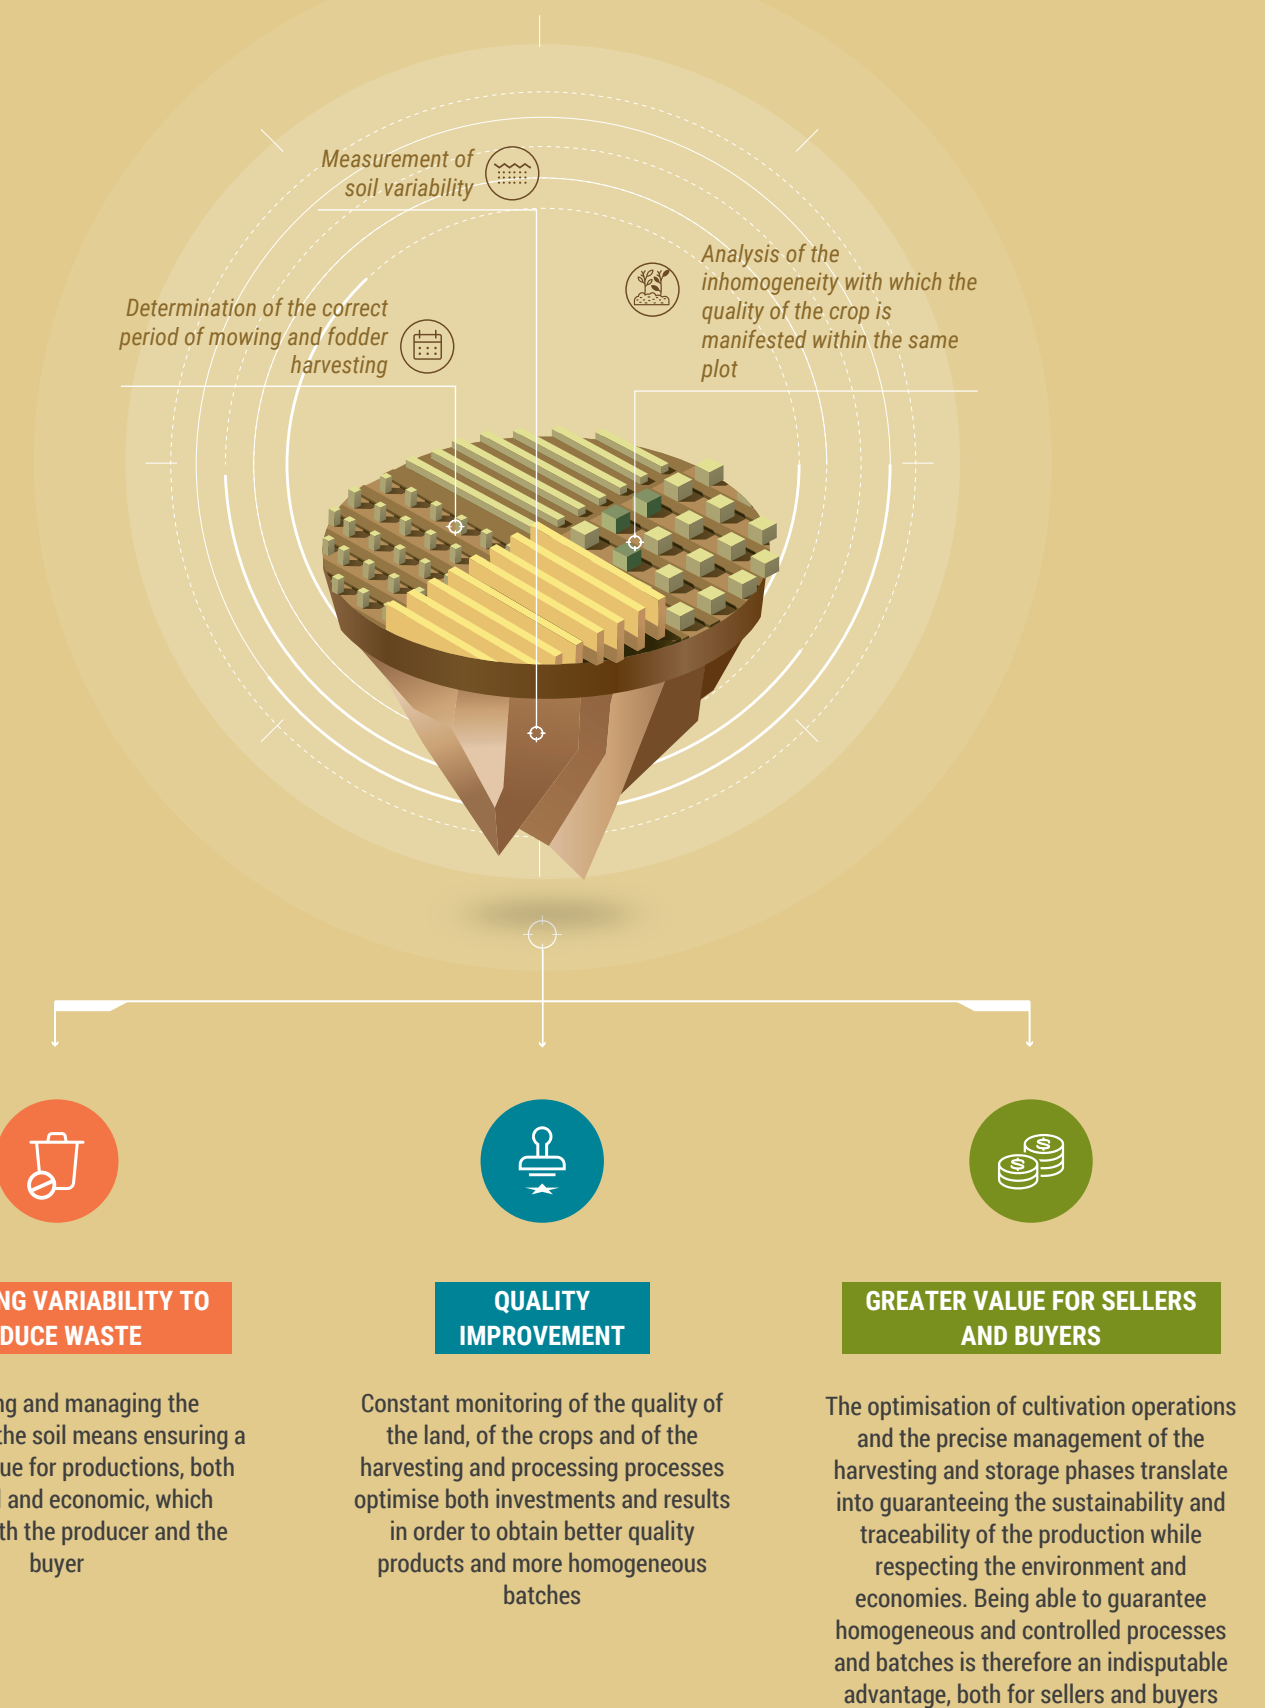 Measurement of
soil variability
Analysis of the
inhomogeneity with which the
quality of the crop is
manifested within the same
plot
Determination of the correct
period of mowing and fodder
harvesting
VARIABILITY TO
WASTE
and managing the
the soil means ensuring a
for productions, both
and economic, which
the producer and the
buyer
QUALITY
IMPROVEMENT
Constant monitoring of the quality of
the land, of the crops and of the
harvesting and processing processes
optimise both investments and results
in order to obtain better quality
products and more homogeneous
batches
GREATER VALUE FOR SELLERS
AND BUYERS
The optimisation of cultivation operations
and the precise management of the
harvesting and storage phases translate
into guaranteeing the sustainability and
traceability of the production while
respecting the environment and
economies. Being able to guarantee
homogeneous and controlled processes
and batches is therefore an indisputable
advantage, both for sellers and buyers